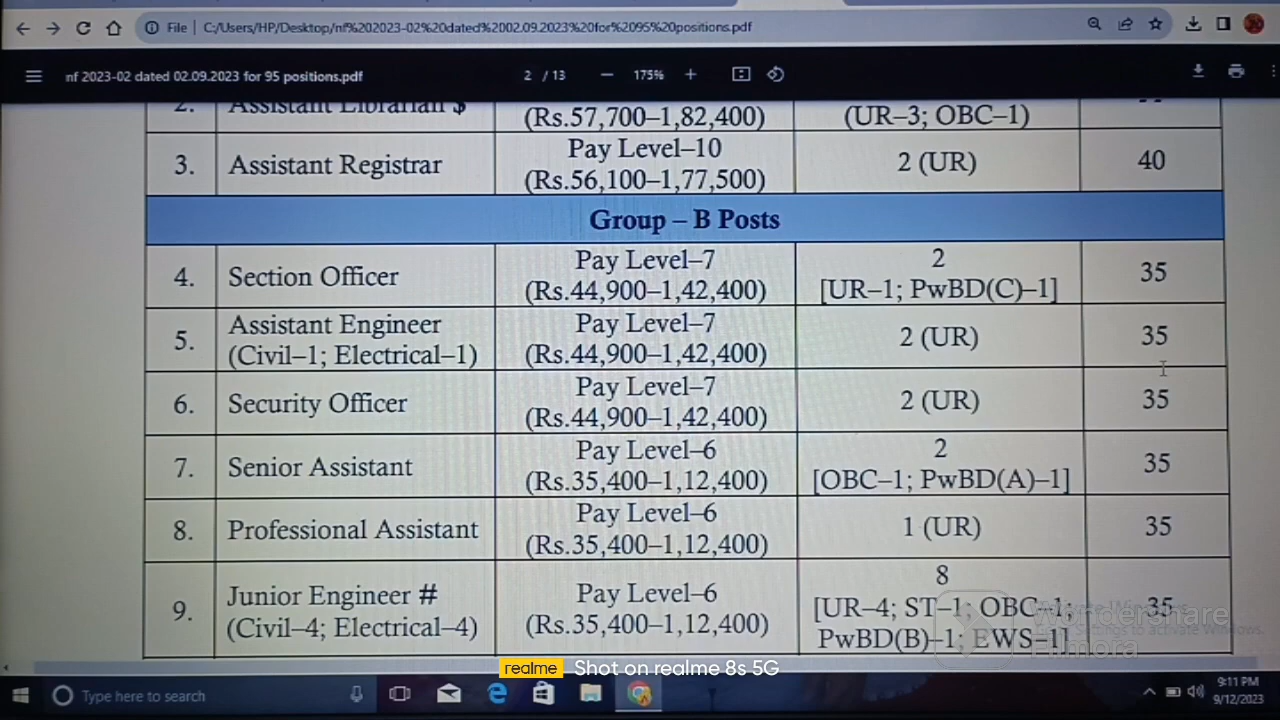 File | C:/Users/HP/Desktop/nf%202023-02%20dated%2002.09.2023%20for%2095%20positions.pdf
nf 2023-02 dated 02.09.2023 for 95 positions.pdf 2 / 13 175%
2. Assistant Librarian $ (Rs.57,700–1,82,400) (UR–3; OBC–1)
3. Assistant Registrar Pay Level–10 2 (UR) 40
(Rs.56,100–1,77,500)
Group – B Posts
4. Section Officer Pay Level–7 2 35
(Rs.44,900–1,42,400) [UR–1; PwBD(C)–1]
5. Assistant Engineer Pay Level–7 2 (UR) 35
(Civil–1; Electrical–1) (Rs.44,900–1,42,400)
6. Security Officer Pay Level–7 2 (UR) 35
(Rs.44,900–1,42,400)
7. Senior Assistant Pay Level–6 2 35
(Rs.35,400–1,12,400) [OBC–1; PwBD(A)–1]
8. Professional Assistant Pay Level–6 1 (UR) 35
(Rs.35,400–1,12,400)
9. Junior Engineer # Pay Level–6 8 35
(Civil–4; Electrical–4) (Rs.35,400–1,12,400) [UR–4; ST–1; OBC–1;
PwBD(B)–1; EWS–1]
Wondershare
Filmora
Settings to activate Windows.
realme Shot on realme 8s 5G
Type here to search
9:11 PM
9/12/2023